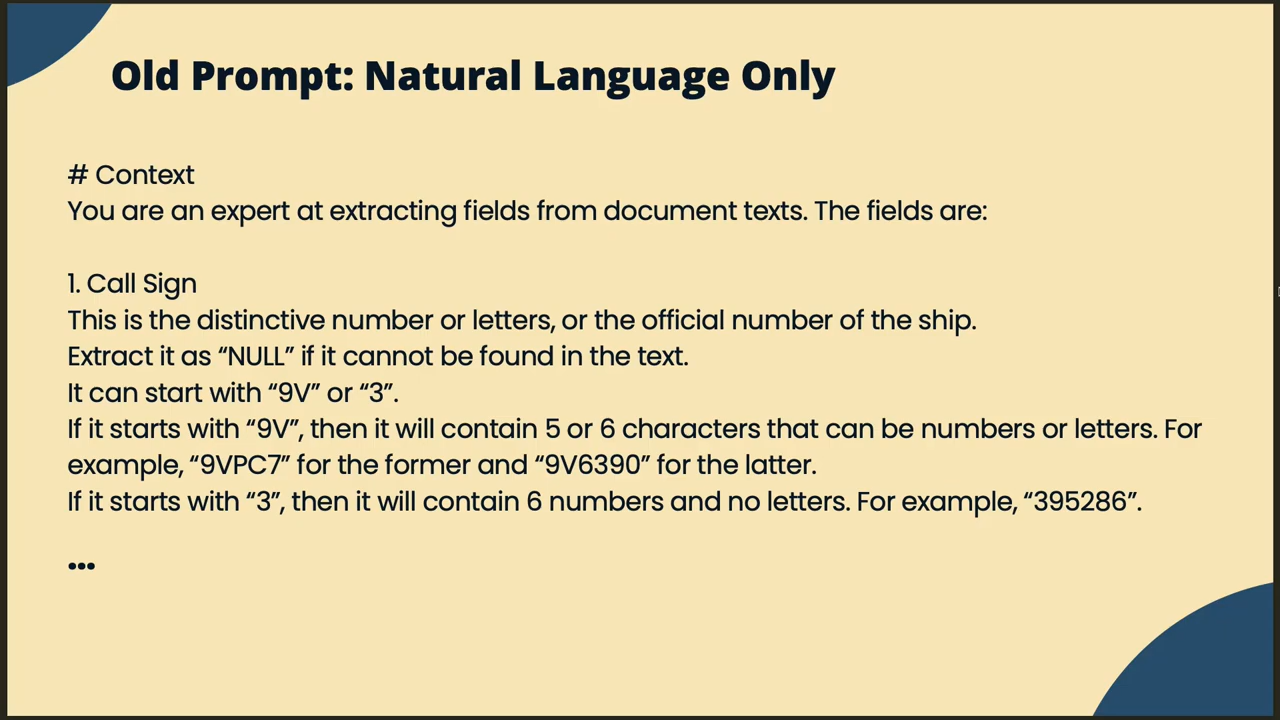 Old Prompt: Natural Language Only
# Context
You are an expert at extracting fields from document texts. The fields are:
1. Call Sign
This is the distinctive number or letters, or the official number of the ship.
Extract it as “NULL” if it cannot be found in the text.
It can start with “9V” or “3”.
If it starts with “9V”, then it will contain 5 or 6 characters that can be numbers or letters. For
example, “9VPC7” for the former and “9V6390” for the latter.
If it starts with “3”, then it will contain 6 numbers and no letters. For example, “395286”.
...